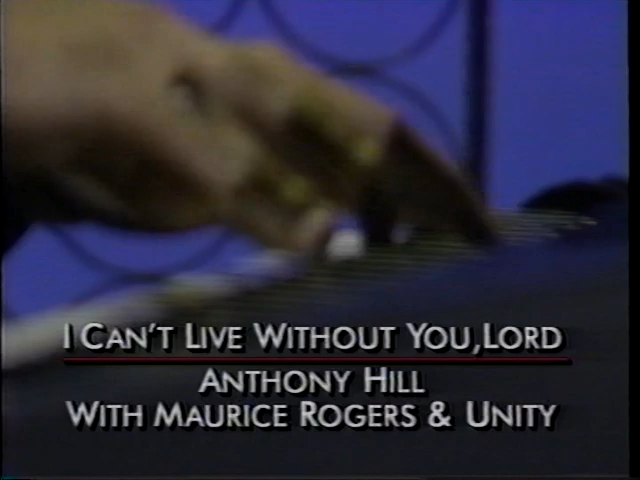 I CAN'T LIVE WITHOUT YOU,LORD
ANTHONY HILL
WITH MAURICE ROGERS & UNITY